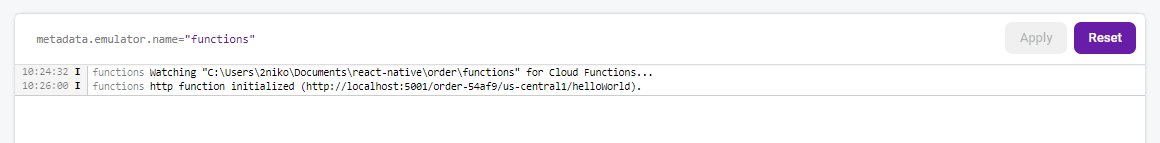 metadata.emulator.name="functions"
Apply
Reset
10:24:32 I functions Watching "C:\Users\2niko\Documents\react-native\order\functions" for Cloud Functions...
10:26:00 I functions http function initialized (http://localhost:5001/order-54af9/us-central1/helloWorld).